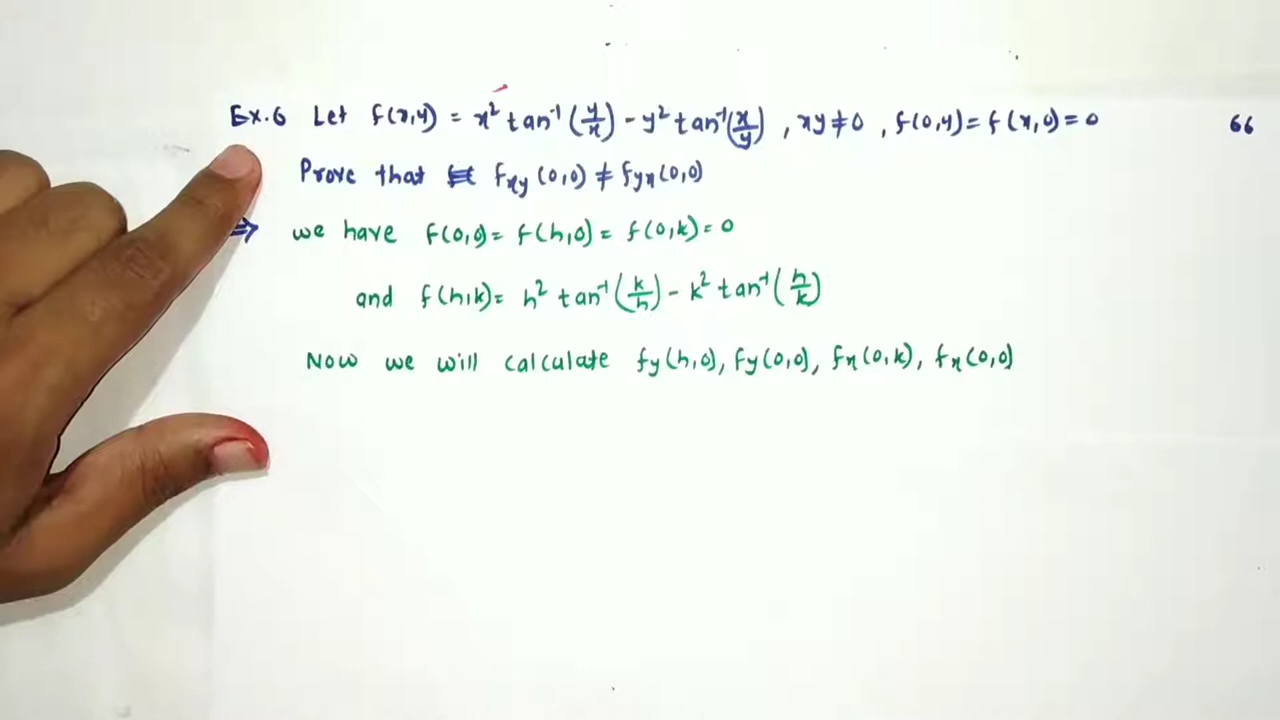 Ex.6 Let f(x,y) = x² tan⁻¹(y/x) - y² tan⁻¹(x/y), xy≠0, f(0,y)=f(x,0)=0 66
Prove that fxy(0,0) ≠ fyx(0,0)
⇒ we have f(0,0)= f(h,0)= f(0,k)=0
and f(h,k)= h² tan⁻¹(k/h) - k² tan⁻¹(h/k)
Now we will calculate fy(h,0), fy(0,0), fx(0,k), fx(0,0)